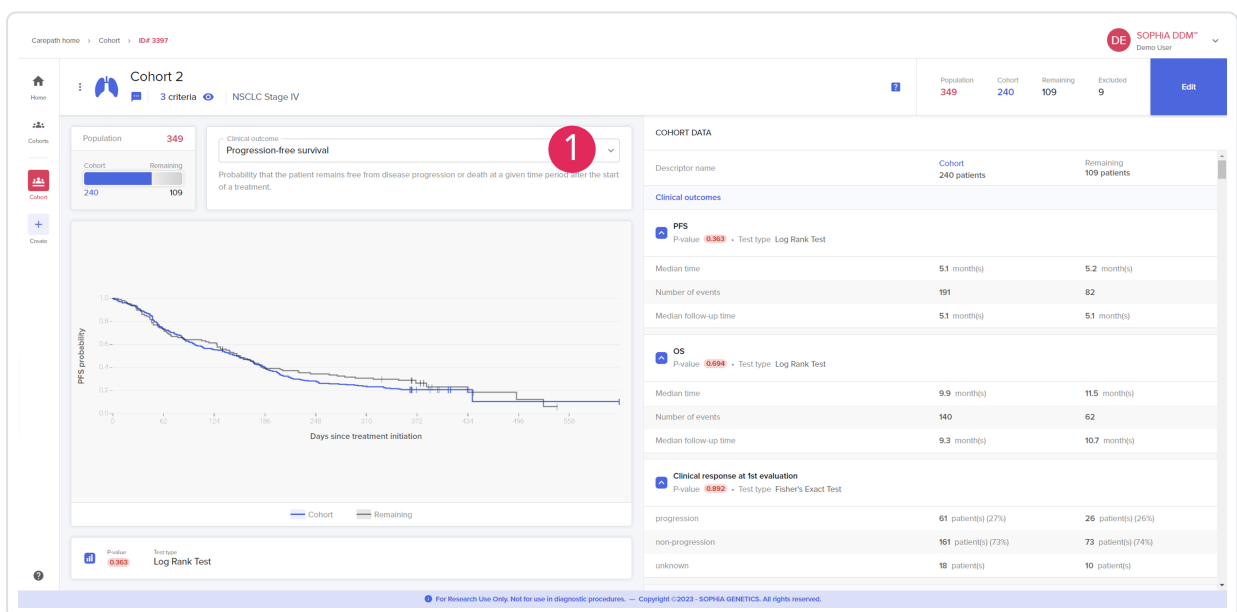 Carepath home > Cohort > ID# 3397
DE
SOPHiA DDM™
Demo User
Home
Cohorts
Cohort
Create
Cohort 2
3 criteria
NSCLC Stage IV
?
Population
349
Cohort
240
Remaining
109
Excluded
9
Edit
Population 349
Cohort Remaining
240 109
Clinical outcome
Progression-free survival
1
Probability that the patient remains free from disease progression or death at a given time period after the start
of a treatment.
PFS probability
1.0
0.8
0.6
0.4
0.2
0.0
0 62 124 186 248 310 372 434 496 558
Days since treatment initiation
Cohort Remaining
P-value
0.363
Test type
Log Rank Test
COHORT DATA
Descriptor name
Cohort
240 patients
Remaining
109 patients
Clinical outcomes
PFS
P-value 0.363 • Test type Log Rank Test
Median time 5.1 month(s) 5.2 month(s)
Number of events 191 82
Median follow-up time 5.1 month(s) 5.1 month(s)
OS
P-value 0.694 • Test type Log Rank Test
Median time 9.9 month(s) 11.5 month(s)
Number of events 140 62
Median follow-up time 9.3 month(s) 10.7 month(s)
Clinical response at 1st evaluation
P-value 0.892 • Test type Fisher's Exact Test
progression 61 patient(s) (27%) 26 patient(s) (26%)
non-progression 161 patient(s) (73%) 73 patient(s) (74%)
unknown 18 patient(s) 10 patient(s)
?
For Research Use Only. Not for use in diagnostic procedures. — Copyright ©2023 - SOPHiA GENETICS. All rights reserved.